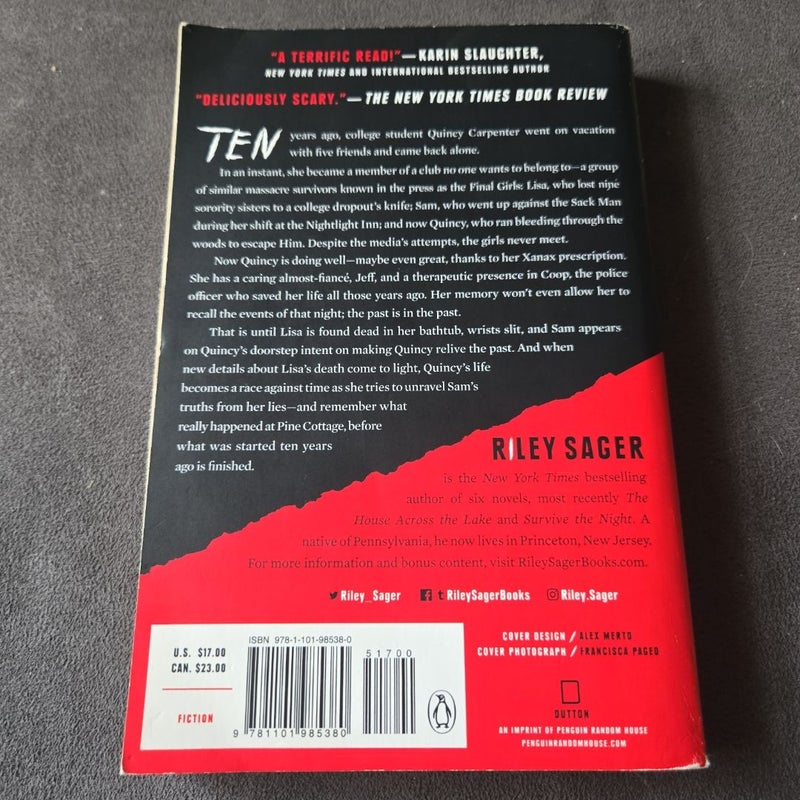 "A TERRIFIC READ!"—KARIN SLAUGHTER,
NEW YORK TIMES AND INTERNATIONAL BESTSELLING AUTHOR
"DELICIOUSLY SCARY."—THE NEW YORK TIMES BOOK REVIEW
TEN years ago, college student Quincy Carpenter went on vacation
with five friends and came back alone.
In an instant, she became a member of a club no one wants to belong to—a group
of similar massacre survivors known in the press as the Final Girls: Lisa, who lost nine
sorority sisters to a college dropout's knife; Sam, who went up against the Sack Man
during her shift at the Nightlight Inn; and now Quincy, who ran bleeding through the
woods to escape Him. Despite the media's attempts, the girls never meet.
Now Quincy is doing well—maybe even great, thanks to her Xanax prescription.
She has a caring almost-fiancé, Jeff, and a therapeutic presence in Coop, the police
officer who saved her life all those years ago. Her memory won't even allow her to
recall the events of that night; the past is in the past.
That is until Lisa is found dead in her bathtub, wrists slit, and Sam appears
on Quincy's doorstep intent on making Quincy relive the past. And when
new details about Lisa's death come to light, Quincy's life
becomes a race against time as she tries to unravel Sam's
truths from her lies—and remember what
really happened at Pine Cottage, before
what was started ten years
ago is finished.
RILEY SAGER
is the New York Times bestselling
author of six novels, most recently The
House Across the Lake and Survive the Night. A
native of Pennsylvania, he now lives in Princeton, New Jersey.
For more information and bonus content, visit RileySagerBooks.com.
Riley_Sager f t RileySagerBooks Riley.Sager
COVER DESIGN / ALEX MERTO
COVER PHOTOGRAPH / FRANCISCA PAGEO
U.S. $17.00
CAN. $23.00
FICTION
ISBN 978-1-101-98538-0
51700
9 781101 985380
DUTTON
AN IMPRINT OF PENGUIN RANDOM HOUSE
PENGUINRANDOMHOUSE.COM